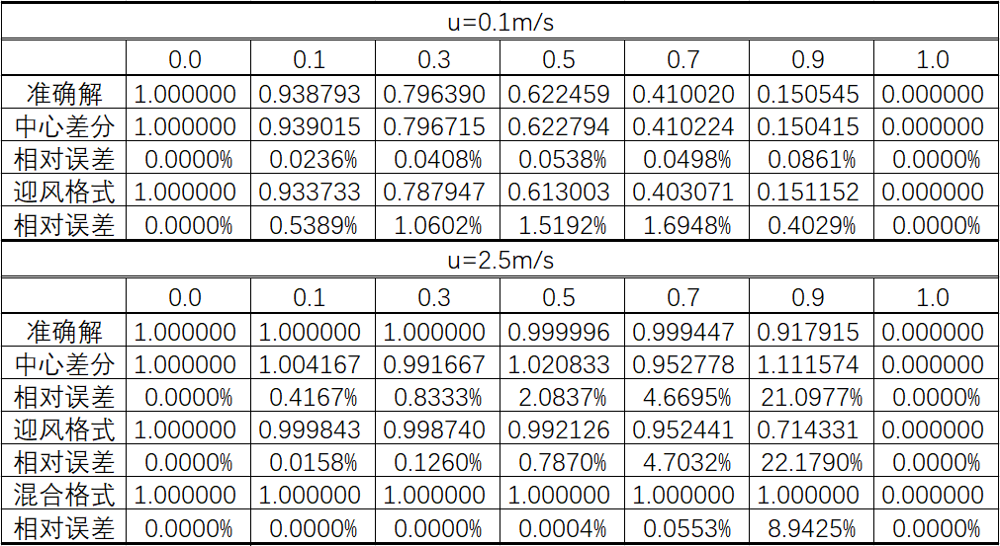 u=0.1m/s
0.0 0.1 0.3 0.5 0.7 0.9 1.0
准确解 1.000000 0.938793 0.796390 0.622459 0.410020 0.150545 0.000000
中心差分 1.000000 0.939015 0.796715 0.622794 0.410224 0.150415 0.000000
相对误差 0.0000% 0.0236% 0.0408% 0.0538% 0.0498% 0.0861% 0.0000%
迎风格式 1.000000 0.933733 0.787947 0.613003 0.403071 0.151152 0.000000
相对误差 0.0000% 0.5389% 1.0602% 1.5192% 1.6948% 0.4029% 0.0000%
u=2.5m/s
0.0 0.1 0.3 0.5 0.7 0.9 1.0
准确解 1.000000 1.000000 1.000000 0.999996 0.999447 0.917915 0.000000
中心差分 1.000000 1.004167 0.991667 1.020833 0.952778 1.111574 0.000000
相对误差 0.0000% 0.4167% 0.8333% 2.0837% 4.6695% 21.0977% 0.0000%
迎风格式 1.000000 0.999843 0.998740 0.992126 0.952441 0.714331 0.000000
相对误差 0.0000% 0.0158% 0.1260% 0.7870% 4.7032% 22.1790% 0.0000%
混合格式 1.000000 1.000000 1.000000 1.000000 1.000000 1.000000 0.000000
相对误差 0.0000% 0.0000% 0.0000% 0.0004% 0.0553% 8.9425% 0.0000%